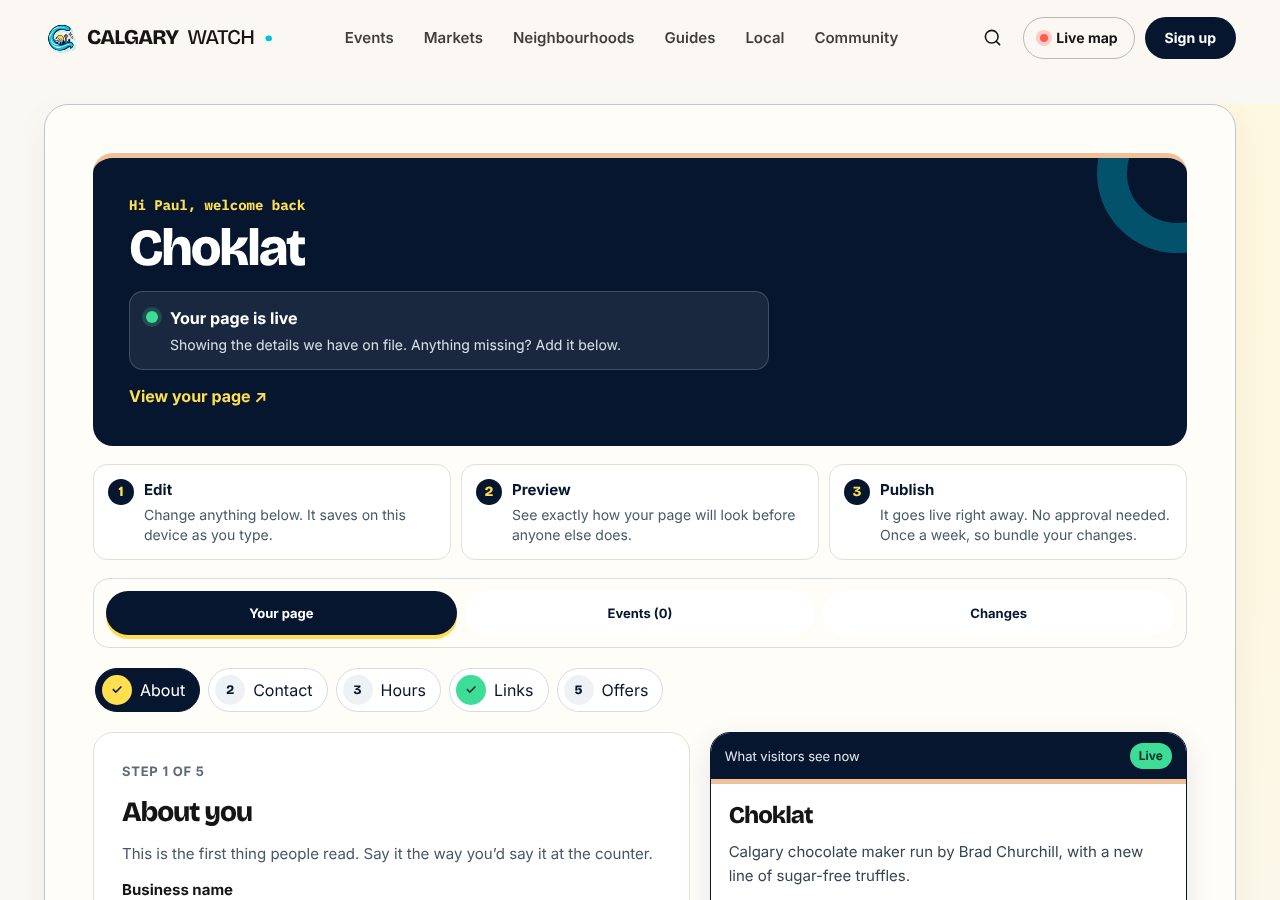 CALGARY WATCH
Events
Markets
Neighbourhoods
Guides
Local
Community
Live map
Sign up
Hi Paul, welcome back
Choklat
Your page is live
Showing the details we have on file. Anything missing? Add it below.
View your page ↗
1
Edit
Change anything below. It saves on this
device as you type.
2
Preview
See exactly how your page will look before
anyone else does.
3
Publish
It goes live right away. No approval needed.
Once a week, so bundle your changes.
Your page
Events (0)
Changes
✓ About
2 Contact
3 Hours
✓ Links
5 Offers
STEP 1 OF 5
About you
This is the first thing people read. Say it the way you’d say it at the counter.
Business name
What visitors see now
Live
Choklat
Calgary chocolate maker run by Brad Churchill, with a new
line of sugar-free truffles.